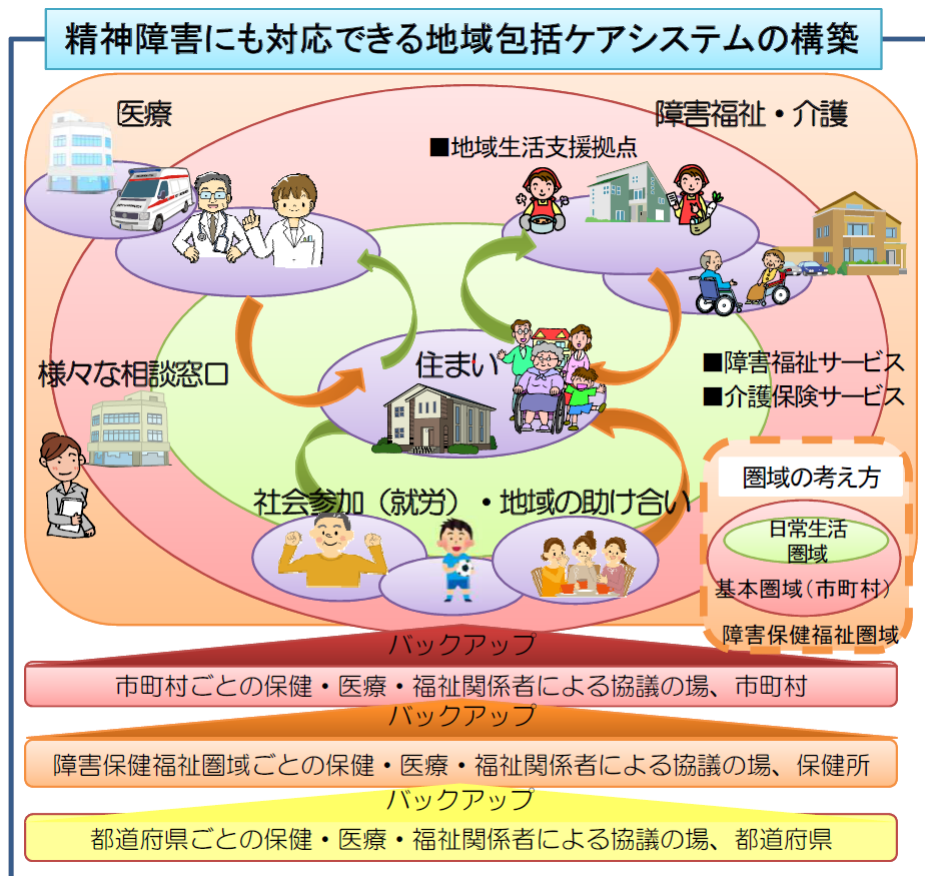 精神障害にも対応できる地域包括ケアシステムの構築
医療
障害福祉・介護
■地域生活支援拠点
様々な相談窓口
住まい
■障害福祉サービス
■介護保険サービス
社会参加（就労）・地域の助け合い
圏域の考え方
日常生活
圏域
基本圏域（市町村）
障害保健福祉圏域
バックアップ
市町村ごとの保健・医療・福祉関係者による協議の場、市町村
バックアップ
障害保健福祉圏域ごとの保健・医療・福祉関係者による協議の場、保健所
バックアップ
都道府県ごとの保健・医療・福祉関係者による協議の場、都道府県